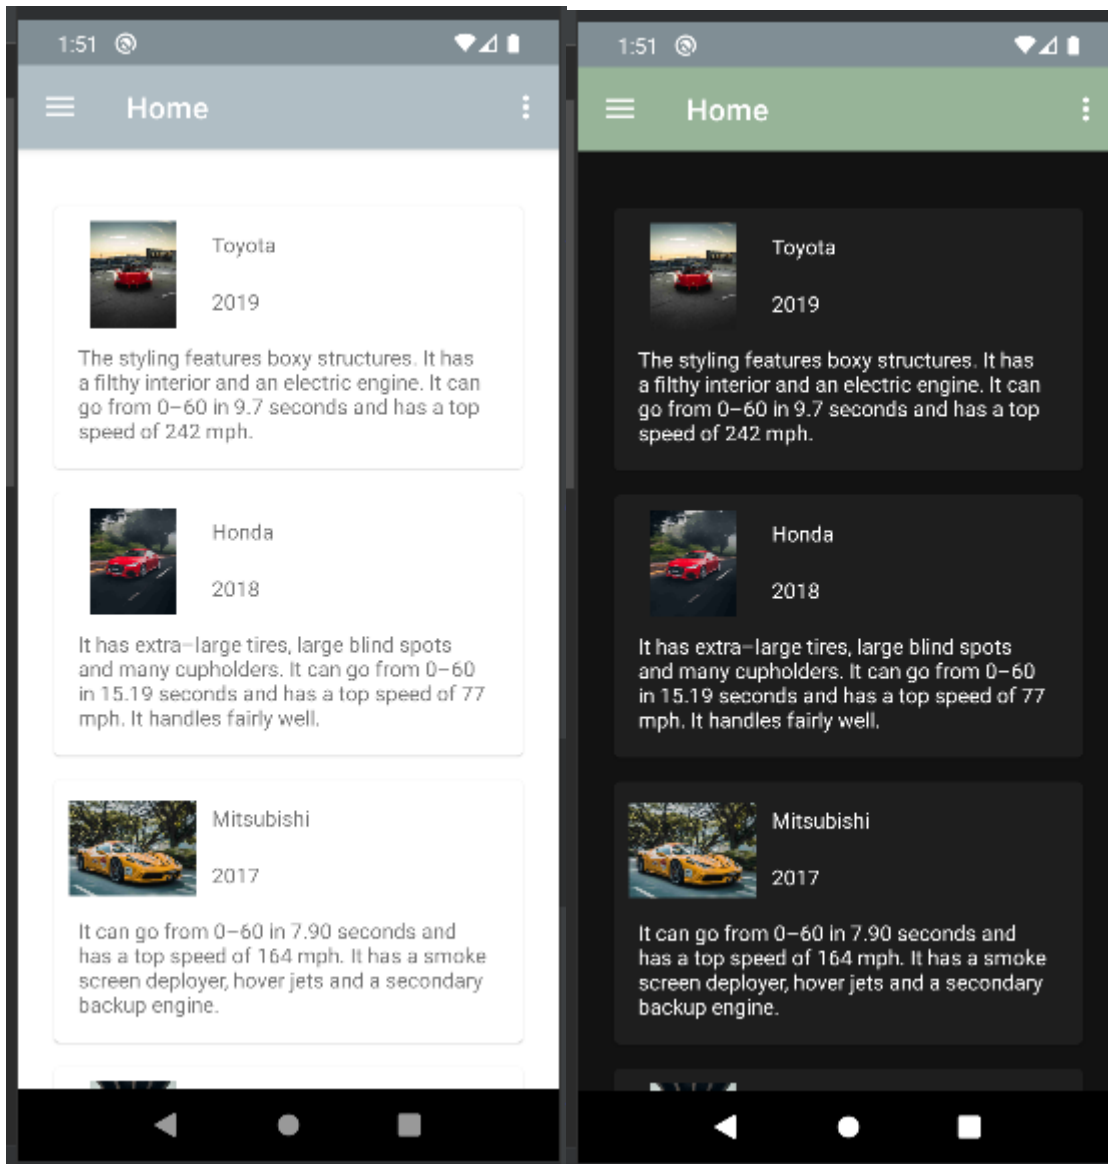 1:51
Home
Toyota
2019
The styling features boxy structures. It has
a filthy interior and an electric engine. It can
go from 0–60 in 9.7 seconds and has a top
speed of 242 mph.
Honda
2018
It has extra–large tires, large blind spots
and many cupholders. It can go from 0–60
in 15.19 seconds and has a top speed of 77
mph. It handles fairly well.
Mitsubishi
2017
It can go from 0–60 in 7.90 seconds and
has a top speed of 164 mph. It has a smoke
screen deployer, hover jets and a secondary
backup engine.
1:51
Home
Toyota
2019
The styling features boxy structures. It has
a filthy interior and an electric engine. It can
go from 0–60 in 9.7 seconds and has a top
speed of 242 mph.
Honda
2018
It has extra–large tires, large blind spots
and many cupholders. It can go from 0–60
in 15.19 seconds and has a top speed of 77
mph. It handles fairly well.
Mitsubishi
2017
It can go from 0–60 in 7.90 seconds and
has a top speed of 164 mph. It has a smoke
screen deployer, hover jets and a secondary
backup engine.